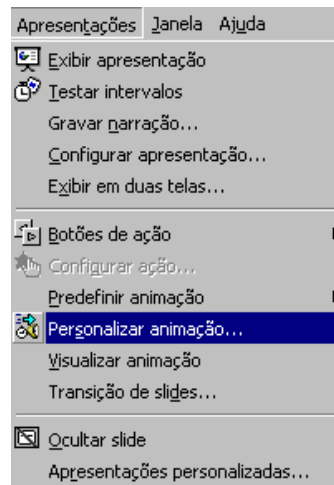 Apresentações Janela Ajuda
Exibir apresentação
Testar intervalos
Gravar narração...
Configurar apresentação...
Exibir em duas telas...
Botões de ação
Configurar ação...
Predefinir animação
Personalizar animação...
Visualizar animação
Transição de slides...
Ocultar slide
Apresentações personalizadas...